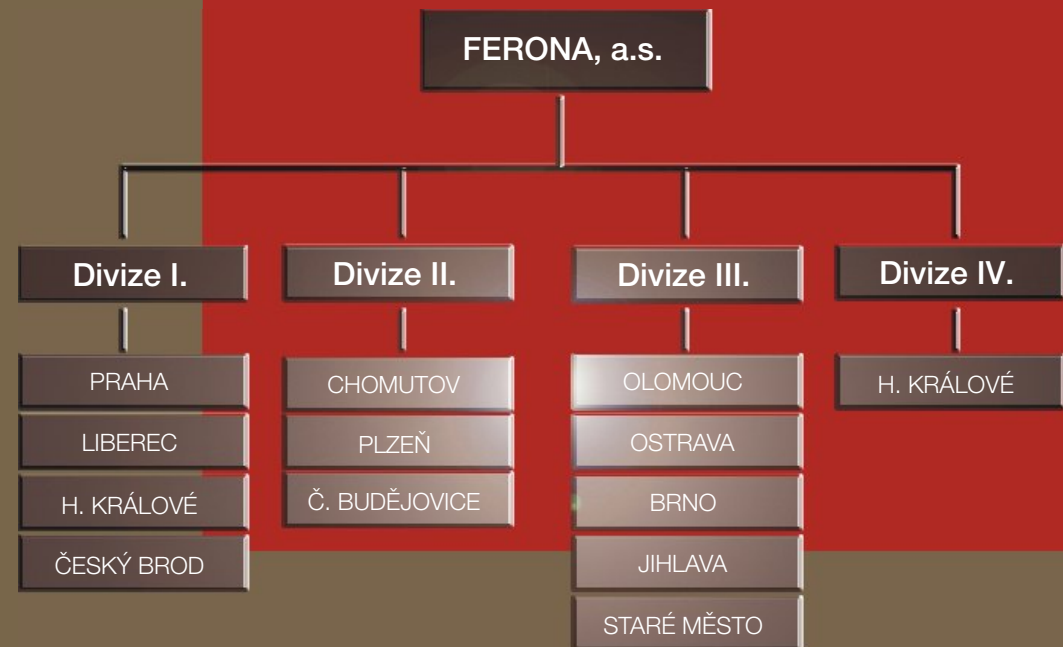 FERONA, a.s.
Divize I.
Divize II.
Divize III.
Divize IV.
PRAHA
LIBEREC
H. KRÁLOVÉ
ČESKÝ BROD
CHOMUTOV
PLZEŇ
Č. BUDĚJOVICE
OLOMOUC
OSTRAVA
BRNO
JIHLAVA
STARÉ MĚSTO
H. KRÁLOVÉ